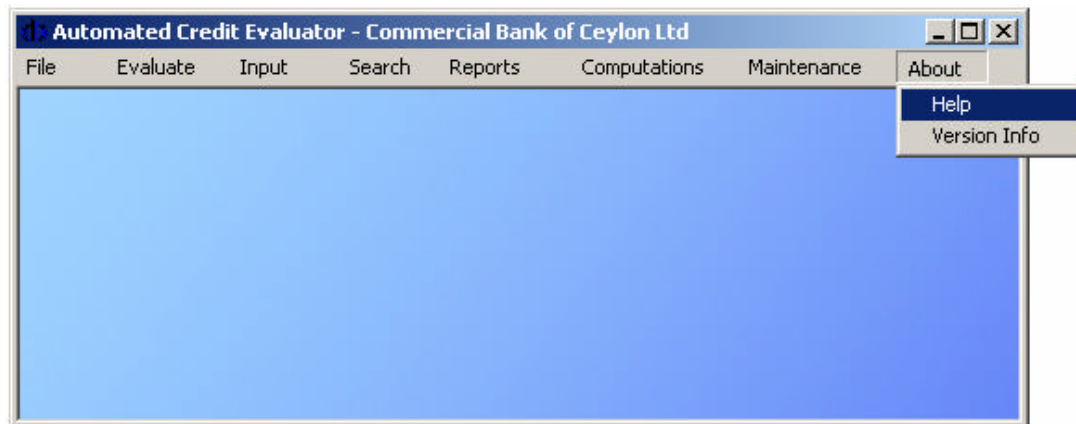 Automated Credit Evaluator - Commercial Bank of Ceylon Ltd
File Evaluate Input Search Reports Computations Maintenance About
Help
Version Info